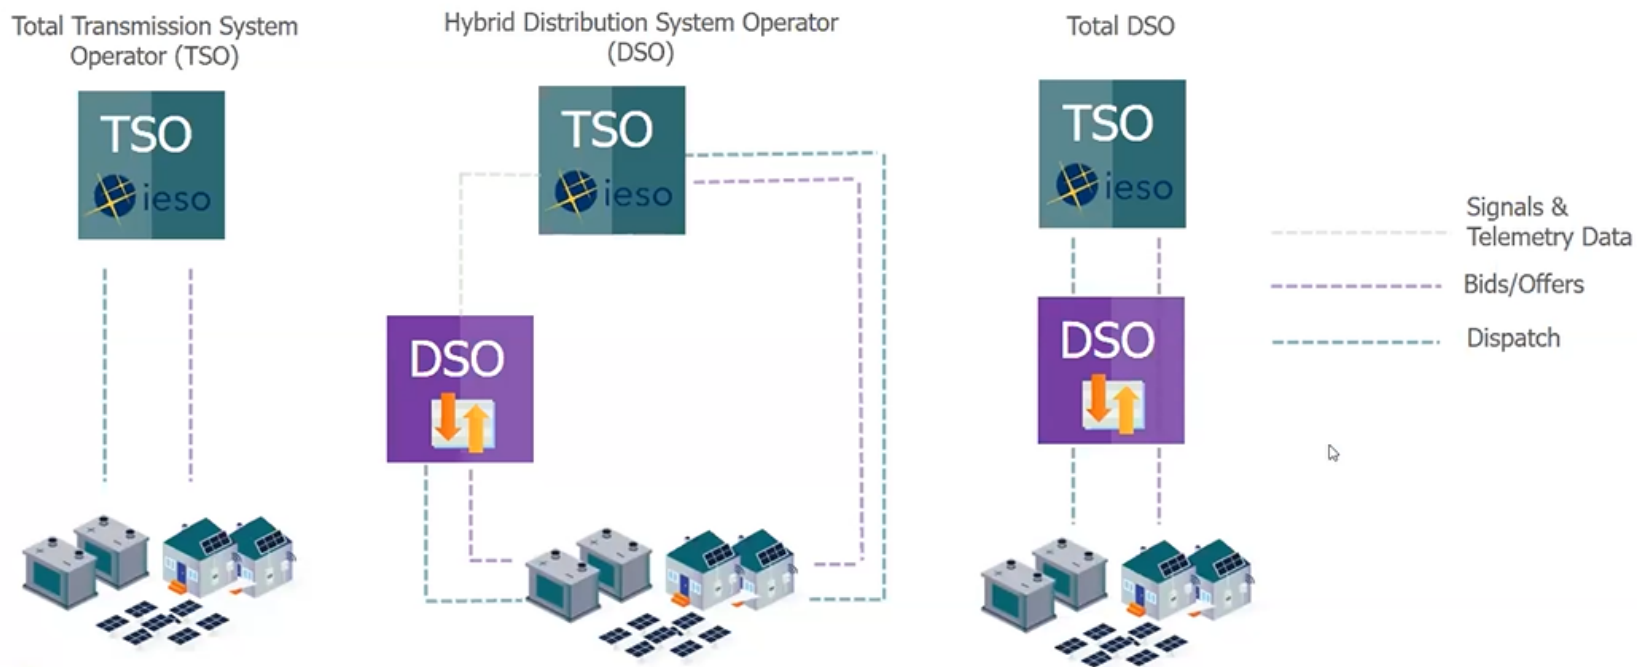 Total Transmission System
Operator (TSO)
TSO
ieso
Hybrid Distribution System Operator
(DSO)
TSO
ieso
DSO
Total DSO
TSO
ieso
DSO
Signals &
Telemetry Data
Bids/Offers
Dispatch